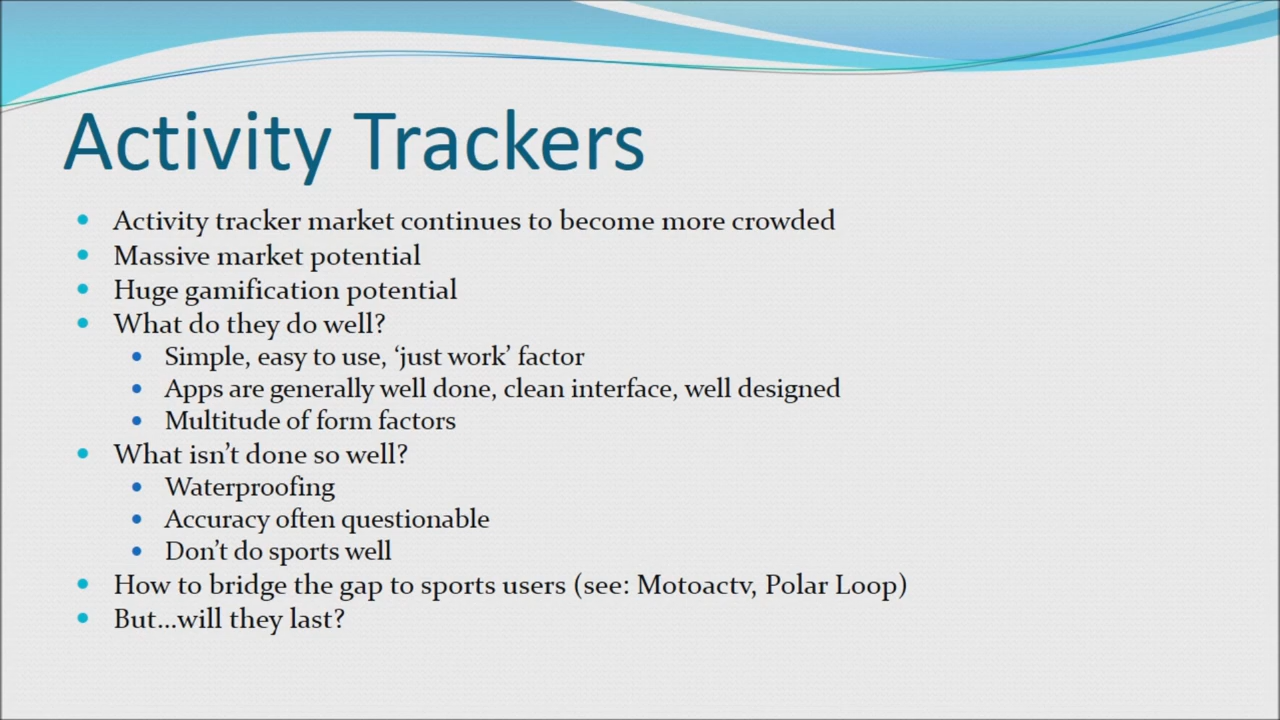 Activity Trackers
Activity tracker market continues to become more crowded
Massive market potential
Huge gamification potential
What do they do well?
Simple, easy to use, ‘just work’ factor
Apps are generally well done, clean interface, well designed
Multitude of form factors
What isn’t done so well?
Waterproofing
Accuracy often questionable
Don’t do sports well
How to bridge the gap to sports users (see: Motoactv, Polar Loop)
But…will they last?